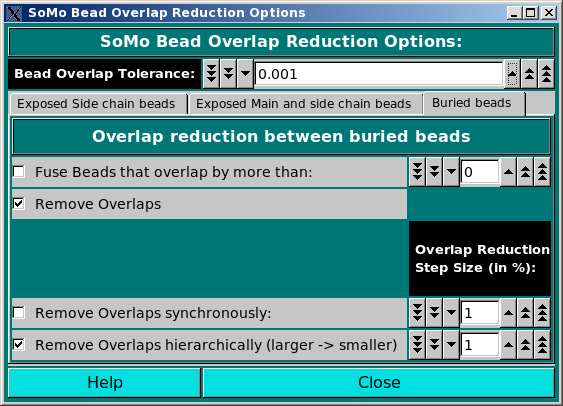 SoMo Bead Overlap Reduction Options
SoMo Bead Overlap Reduction Options:
Bead Overlap Tolerance:
0.001
Exposed Side chain beads
Exposed Main and side chain beads
Buried beads
Overlap reduction between buried beads
Fuse Beads that overlap by more than:
0
Remove Overlaps
Overlap Reduction
Step Size (in %):
Remove Overlaps synchronously:
1
Remove Overlaps hierarchically (larger -> smaller)
1
Help
Close